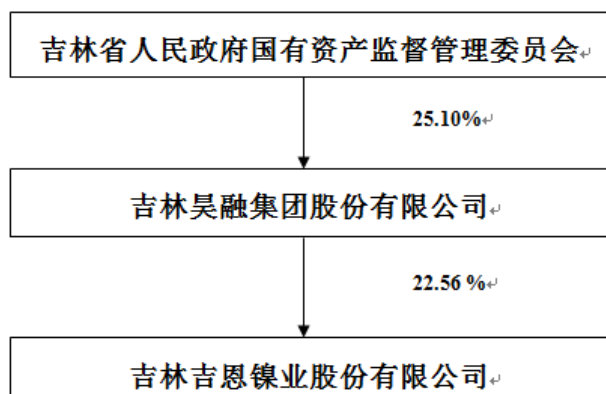 吉林省人民政府国有资产监督管理委员会
25.10%
吉林昊融集团股份有限公司
22.56 %
吉林吉恩镍业股份有限公司